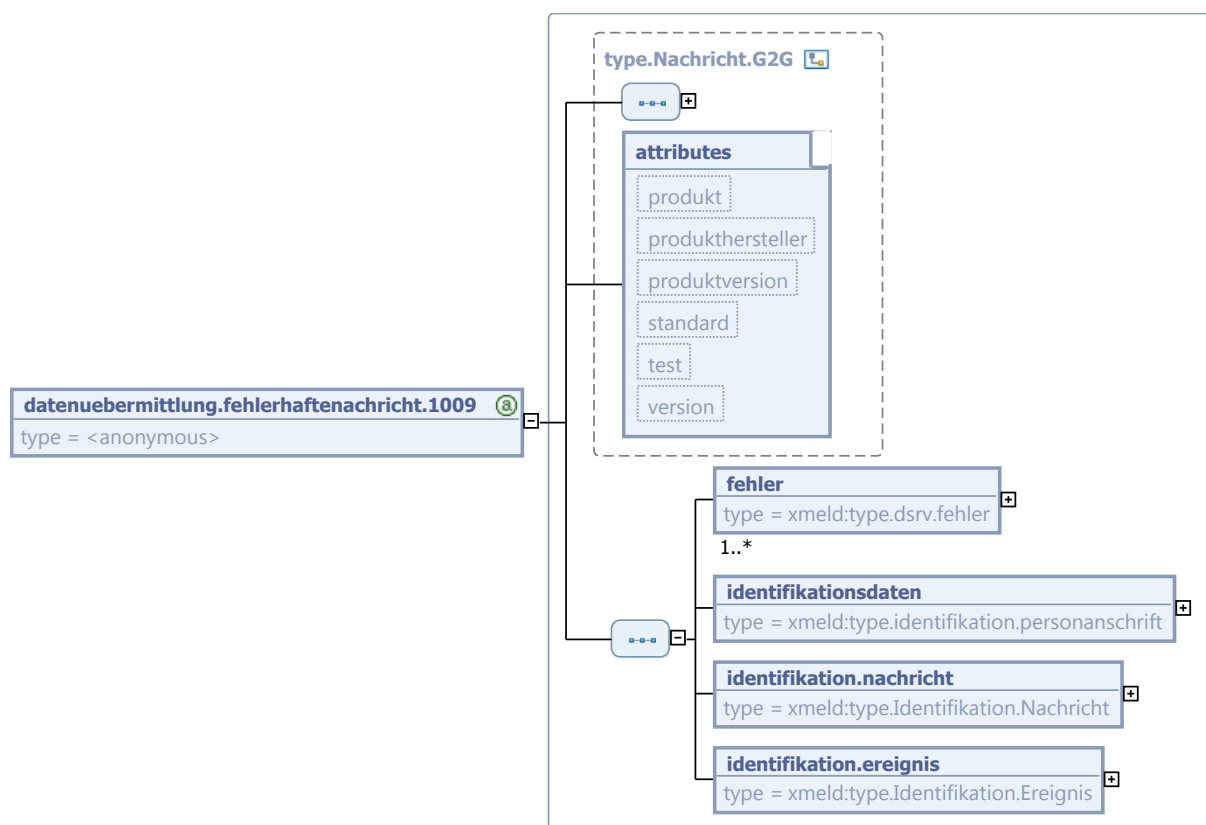 type.Nachricht.G2G
attributes
produkt
produkthersteller
produktversion
standard
test
version
datenuebermittlung.fehlerhaftenachricht.1009
type = <anonymous>
fehler
type = xmeld:type.dsrv.fehler
1..*
identifikationsdaten
type = xmeld:type.identifikation.personanschrift
identifikation.nachricht
type = xmeld:type.Identifikation.Nachricht
identifikation.ereignis
type = xmeld:type.Identifikation.Ereignis